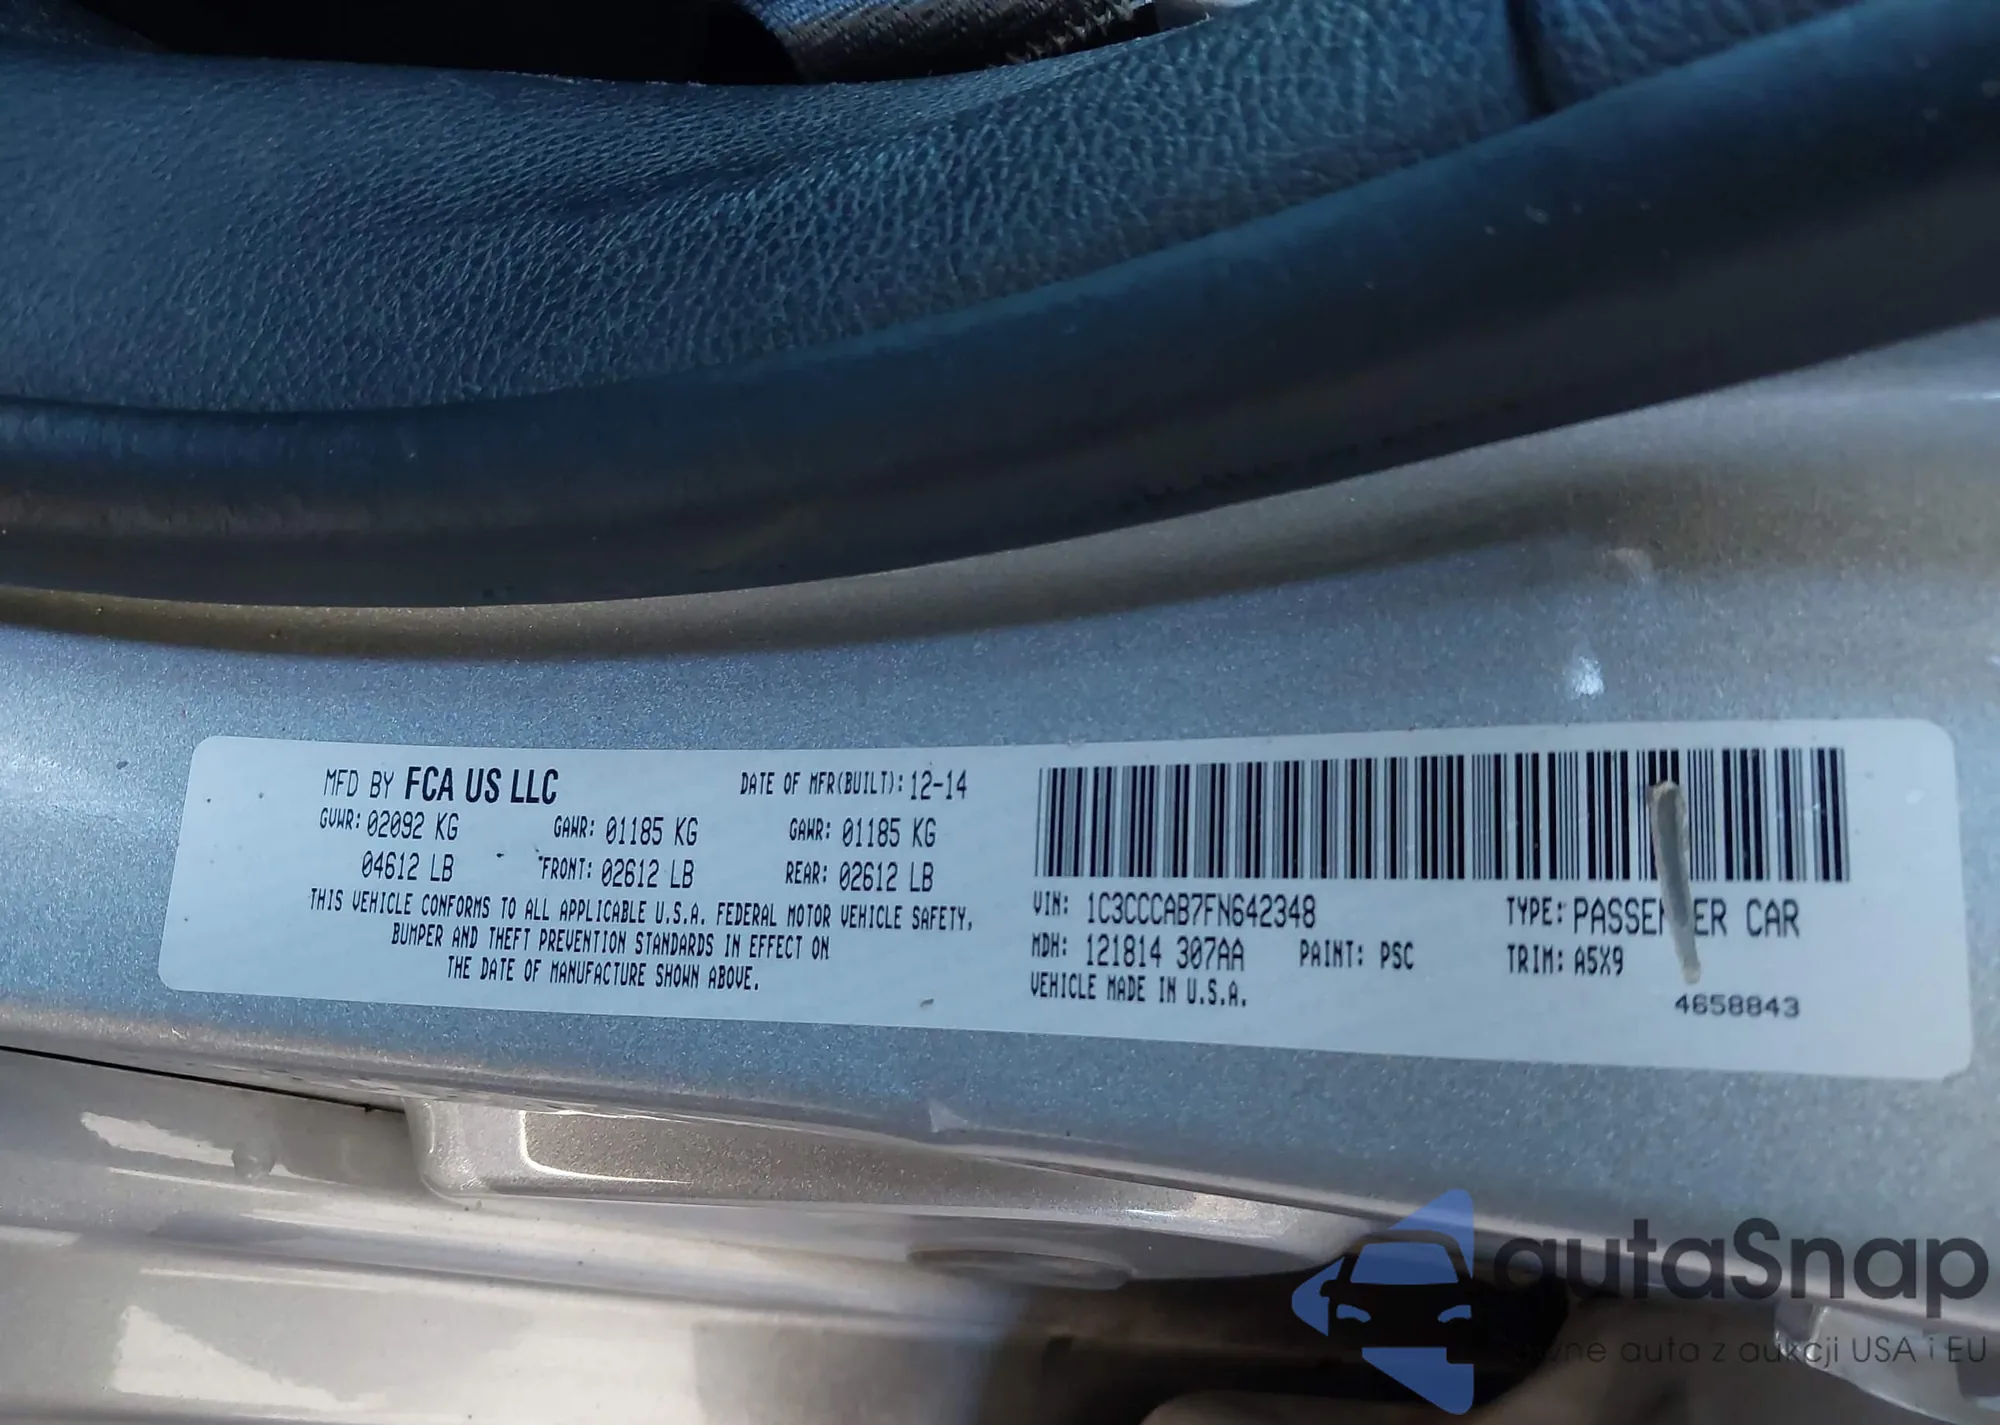 MFD BY FCA US LLC DATE OF MFR(BUILT): 12-14
GVWR: 02092 KG GAWR: 01185 KG GAWR: 01185 KG
04612 LB FRONT: 02612 LB REAR: 02612 LB
THIS VEHICLE CONFORMS TO ALL APPLICABLE U.S.A. FEDERAL MOTOR VEHICLE SAFETY,
BUMPER AND THEFT PREVENTION STANDARDS IN EFFECT ON
THE DATE OF MANUFACTURE SHOWN ABOVE.
VIN: 1C3CCCAB7FN642348 TYPE: PASSENGER CAR
MDH: 121814 307AA PAINT: PSC TRIM: A5X9
VEHICLE MADE IN U.S.A.
4658843
autaSnap
auta z aukcji USA i EU